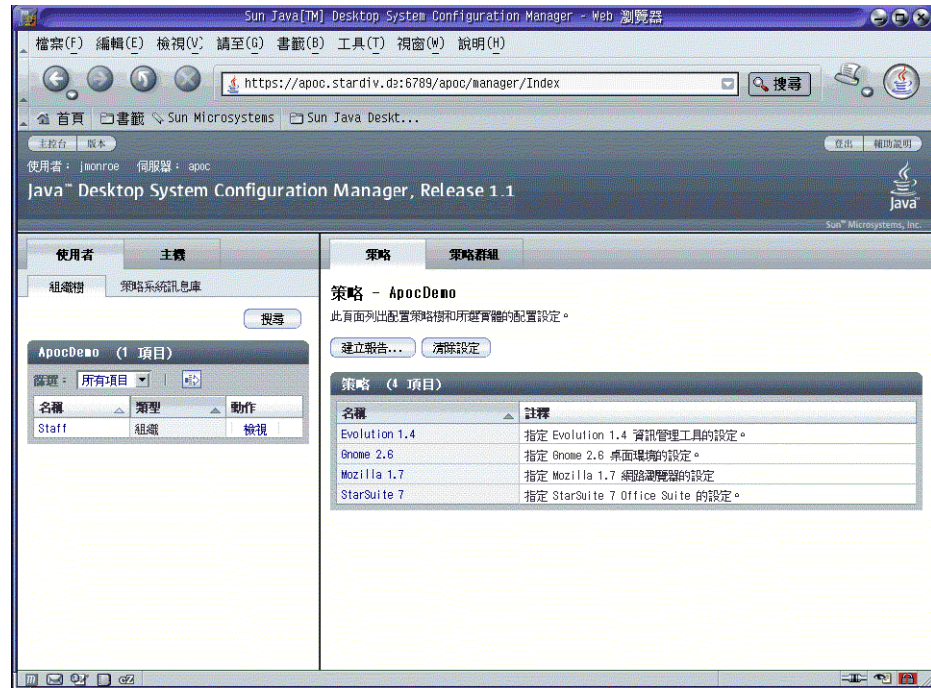 Sun Java[TM] Desktop System Configuration Manager - Web 瀏覽器
檔案(F) 編輯(E) 檢視(V) 請至(G) 書籤(B) 工具(T) 視窗(W) 說明(H)
https://apoc.stardiv.de:6789/apoc/manager/Index 搜尋
首頁 書籤 Sun Microsystems Sun Java Deskt...
主控台 版本 登出 輔助說明
使用者： jmonroe 伺服器： apoc
Java™ Desktop System Configuration Manager, Release 1.1
Java™
Sun™ Microsystems, Inc.
使用者 主機 策略 策略群組
組織樹 策略系統訊息庫
搜尋
ApocDemo (1 項目)
篩選： 所有項目
名稱 類型 動作
Staff 組織 檢視
策略 - ApocDemo
此頁面列出配置策略樹和所選實體的配置設定。
建立報告... 清除設定
策略 (4 項目)
名稱 註釋
Evolution 1.4 指定 Evolution 1.4 資訊管理工具的設定。
Gnome 2.6 指定 Gnome 2.6 桌面環境的設定。
Mozilla 1.7 指定 Mozilla 1.7 網路瀏覽器的設定
StarSuite 7 指定 StarSuite 7 Office Suite 的設定。